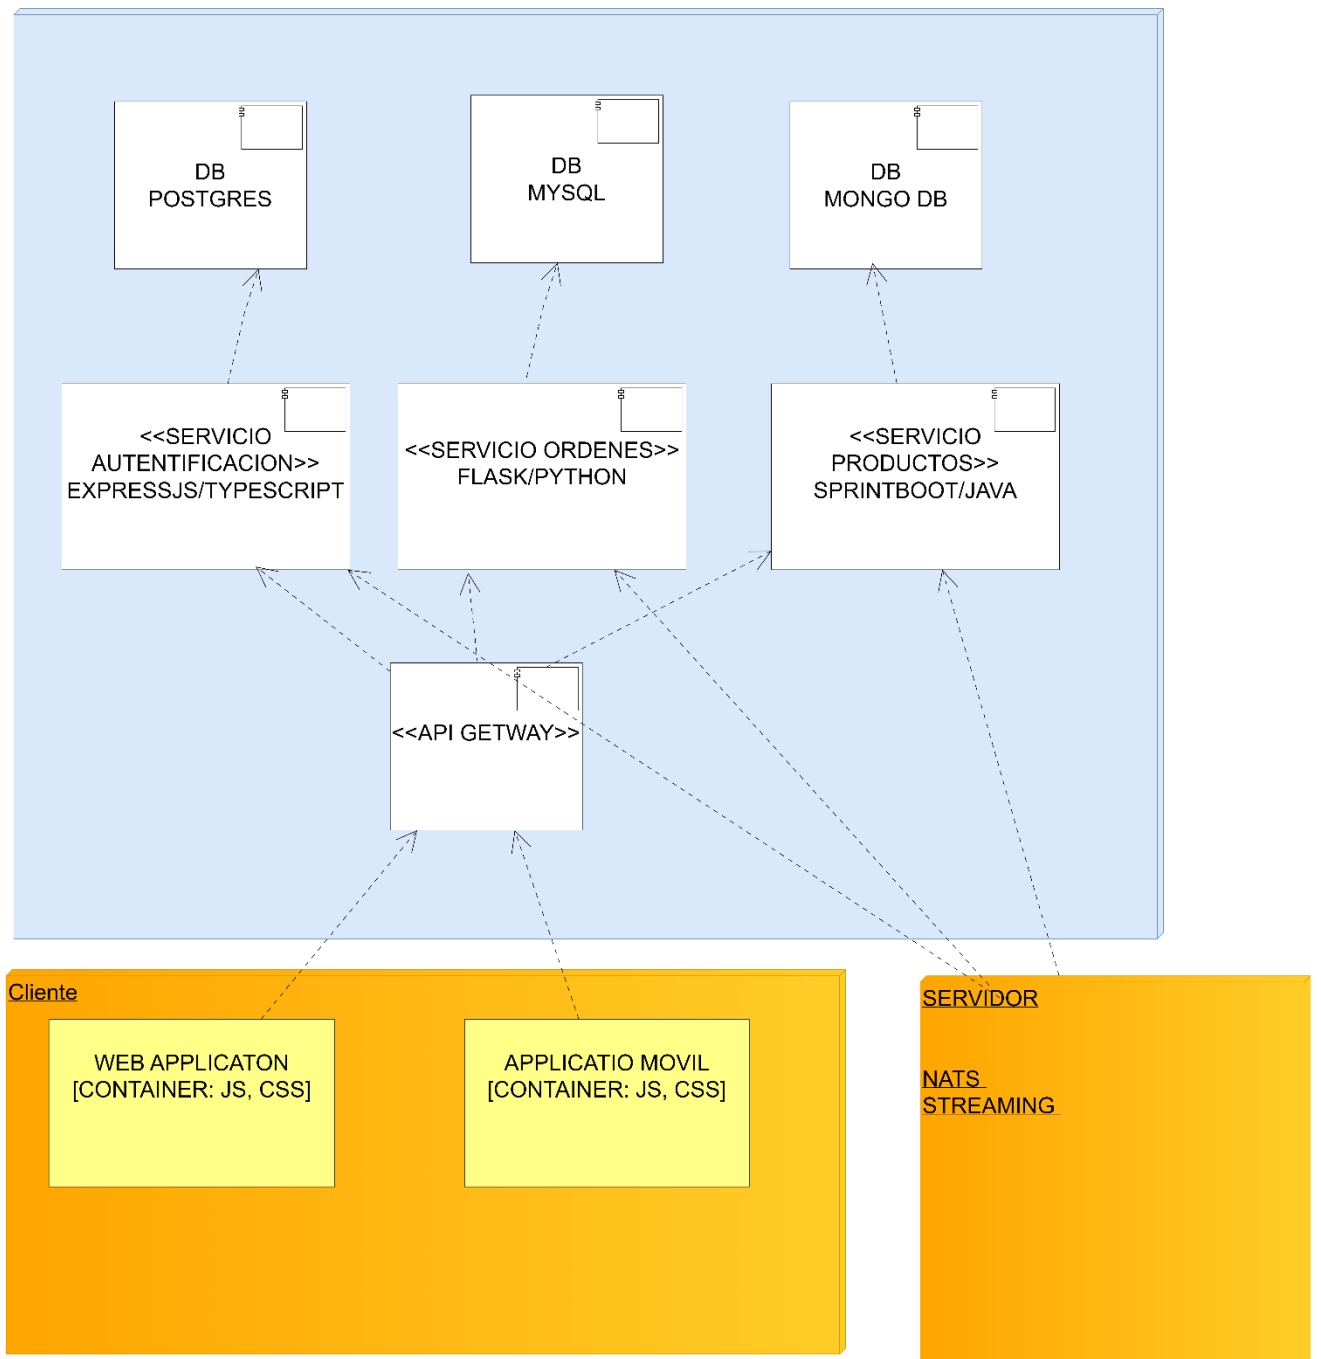 DB
POSTGRES
DB
MYSQL
DB
MONGO DB
<<SERVICIO
AUTENTIFICACION>>
EXPRESSJS/TYPESCRIPT
<<SERVICIO ORDENES>>
FLASK/PYTHON
<<SERVICIO
PRODUCTOS>>
SPRINTBOOT/JAVA
<<API GETWAY>>
Cliente
WEB APPLICATON
[CONTAINER: JS, CSS]
APPLICATIO MOVIL
[CONTAINER: JS, CSS]
SERVIDOR
NATS
STREAMING